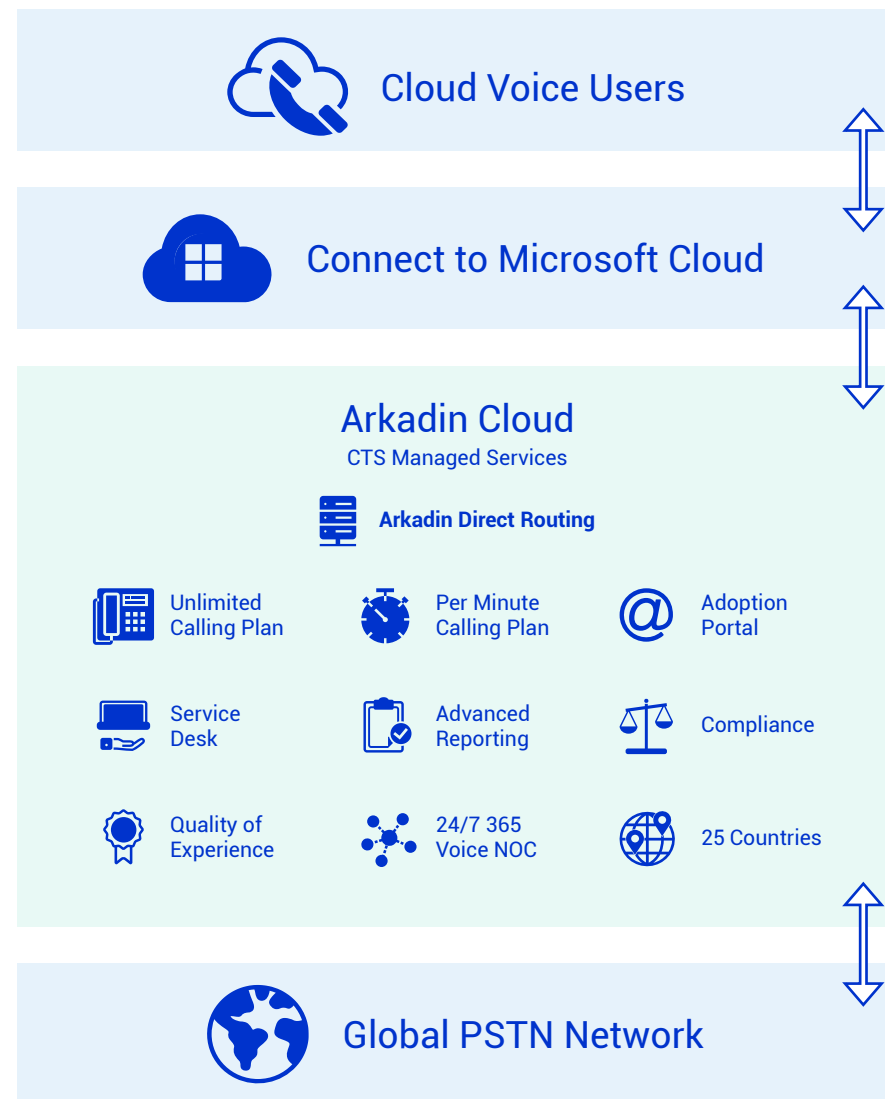 Cloud Voice Users
Connect to Microsoft Cloud
Arkadin Cloud
CTS Managed Services
Arkadin Direct Routing
Unlimited
Calling Plan
Per Minute
Calling Plan
Adoption
Portal
Service
Desk
Advanced
Reporting
Compliance
Quality of
Experience
24/7 365
Voice NOC
25 Countries
Global PSTN Network